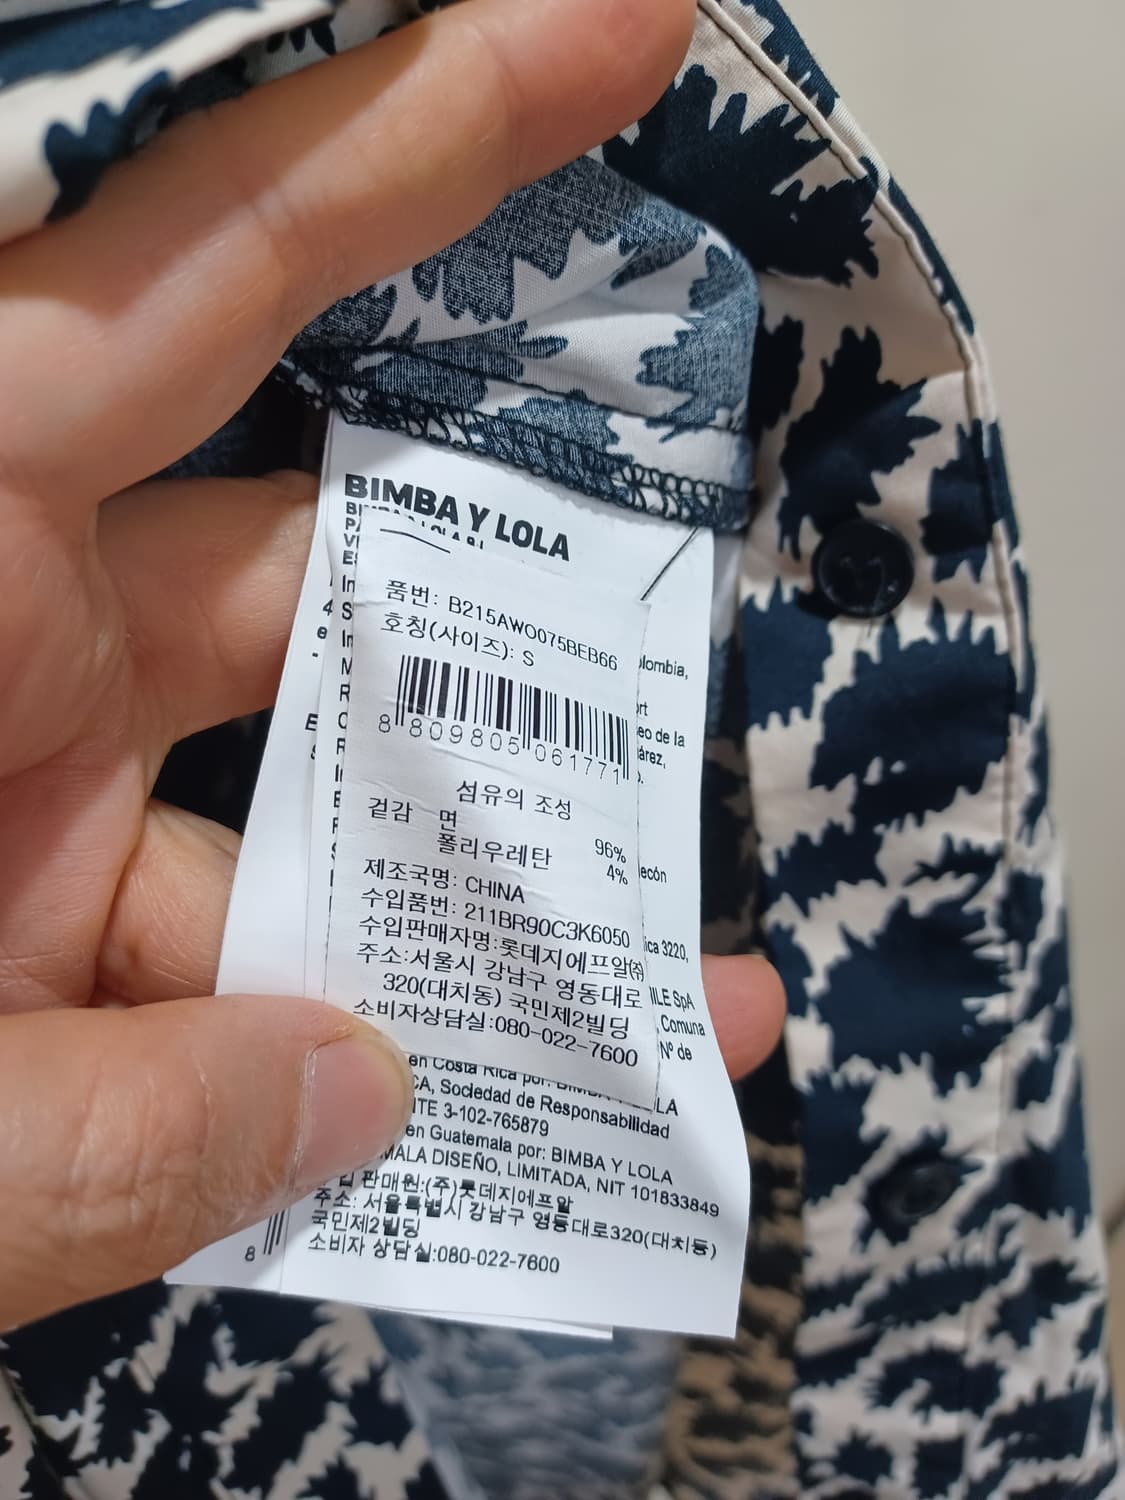 BIMBA Y LOLA
품번: B215AWO075BEB66
호칭(사이즈): S
8 809805 061771
섬유의 조성
겉감 면 96%
폴리우레탄 4%
제조국명: CHINA
수입품번: 211BR90C3K6050
수입판매자명:롯데지에프알㈜
주소:서울시 강남구 영동대로
320(대치동) 국민제2빌딩
소비자상담실:080-022-7600
olombia,
eo de la
árez,
ecón
ica 3220,
ILE SpA
, Comuna
Nº de
en Costa Rica por: BIMBA Y LOLA
CA, Sociedad de Responsabilidad
ITE 3-102-765879
en Guatemala por: BIMBA Y LOLA
MALA DISEÑO, LIMITADA, NIT 101833849
입 판매원:(주)롯데지에프알
주소: 서울특별시 강남구 영동대로320(대치동)
국민제2빌딩
소비자 상담실:080-022-7600
8